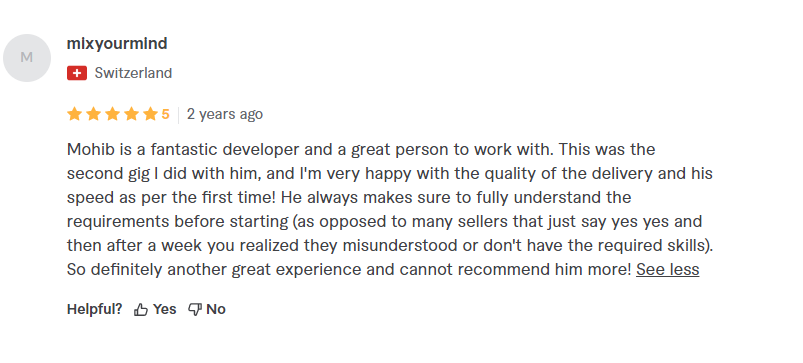 M
mixyourmind
Switzerland
5 2 years ago
Mohib is a fantastic developer and a great person to work with. This was the
second gig I did with him, and I'm very happy with the quality of the delivery and his
speed as per the first time! He always makes sure to fully understand the
requirements before starting (as opposed to many sellers that just say yes yes and
then after a week you realized they misunderstood or don't have the required skills).
So definitely another great experience and cannot recommend him more! See less
Helpful? Yes No